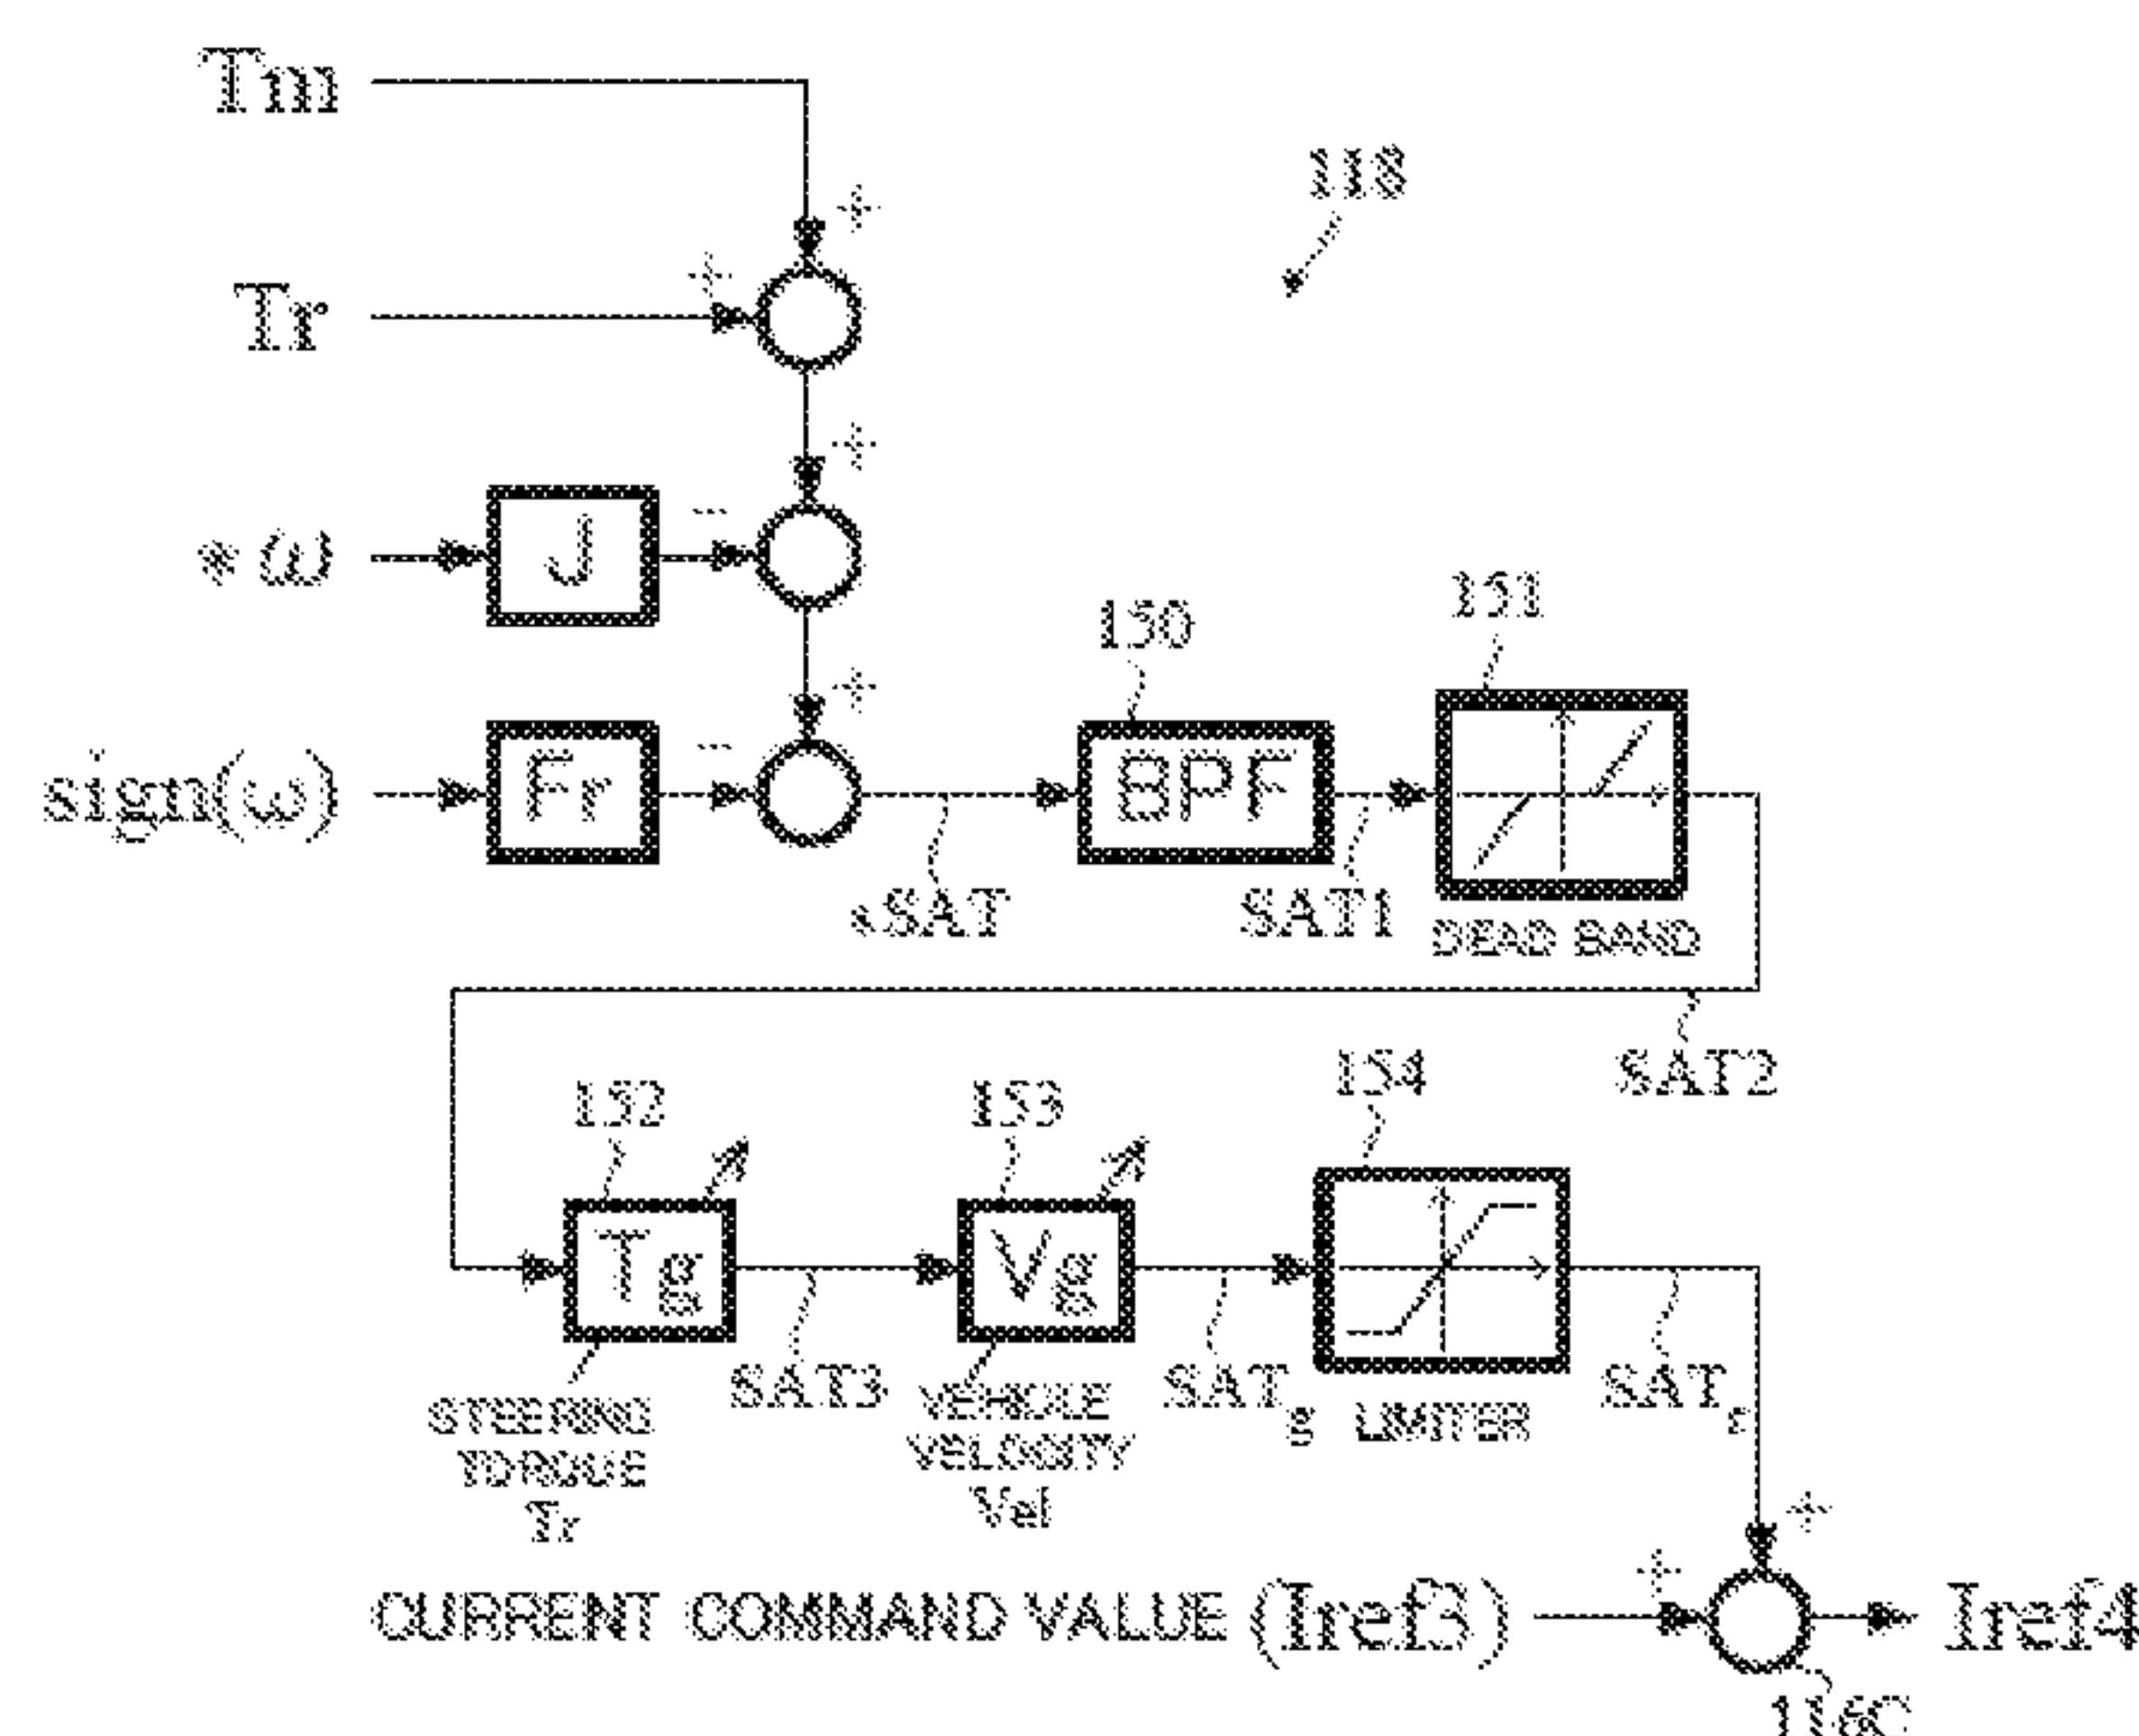 Tm
118
Tr
*ω
J
150
151
sign(ω)
Fr
BPF
*SAT
SAT1
DEAD BAND
SAT2
152
153
154
Tg
Vg
SAT3
SATg
SATr
STEERING
TORQUE
Tr
VEHICLE
VELOCITY
Vel
LIMITER
CURRENT COMMAND VALUE (Iref3)
Iref4
116C